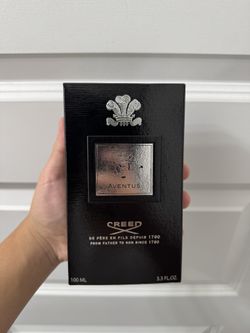 AVENTUS
CREED
DE PÈRE EN FILS DEPUIS 1760
FROM FATHER TO SON SINCE 1760
100 ML 3.3 FL.OZ.